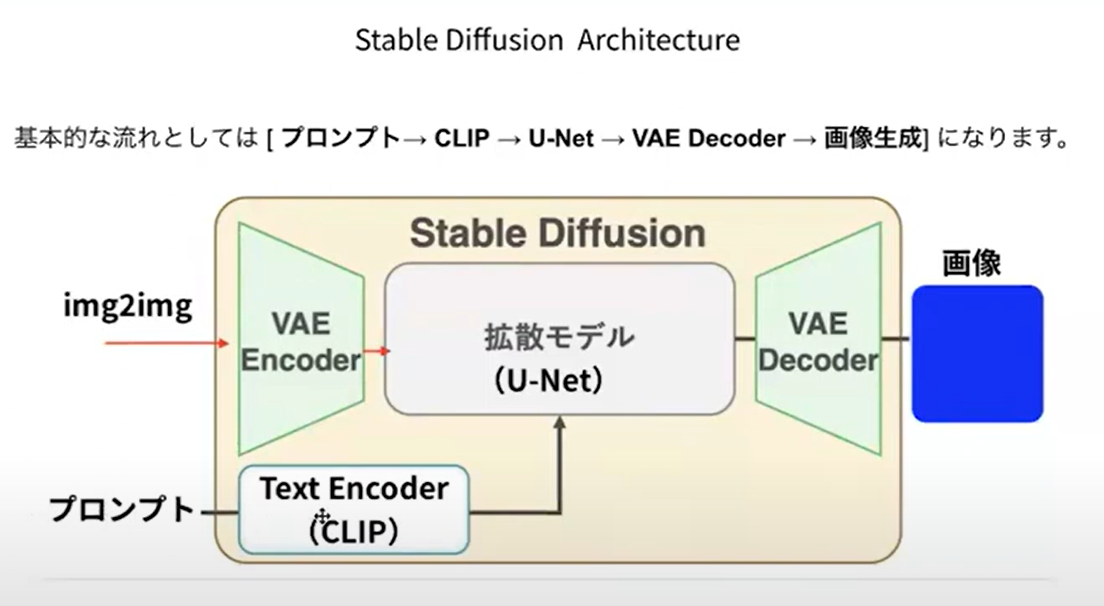 Stable Diffusion Architecture
基本的な流れとしては [ プロンプト→ CLIP → U-Net → VAE Decoder → 画像生成] になります。
Stable Diffusion
画像
img2img
VAE
Encoder
拡散モデル
（U-Net）
VAE
Decoder
プロンプト
Text Encoder
（CLIP）